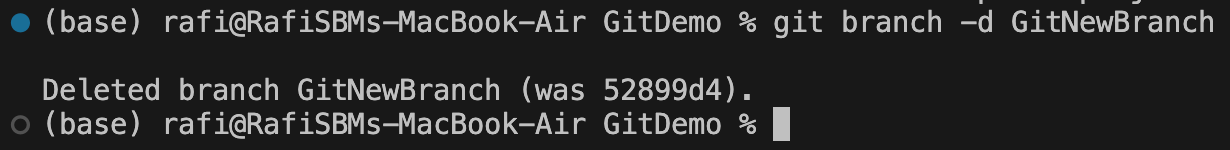 (base) rafi@RafiSBMs-MacBook-Air GitDemo % git branch -d GitNewBranch
Deleted branch GitNewBranch (was 52899d4).
(base) rafi@RafiSBMs-MacBook-Air GitDemo %